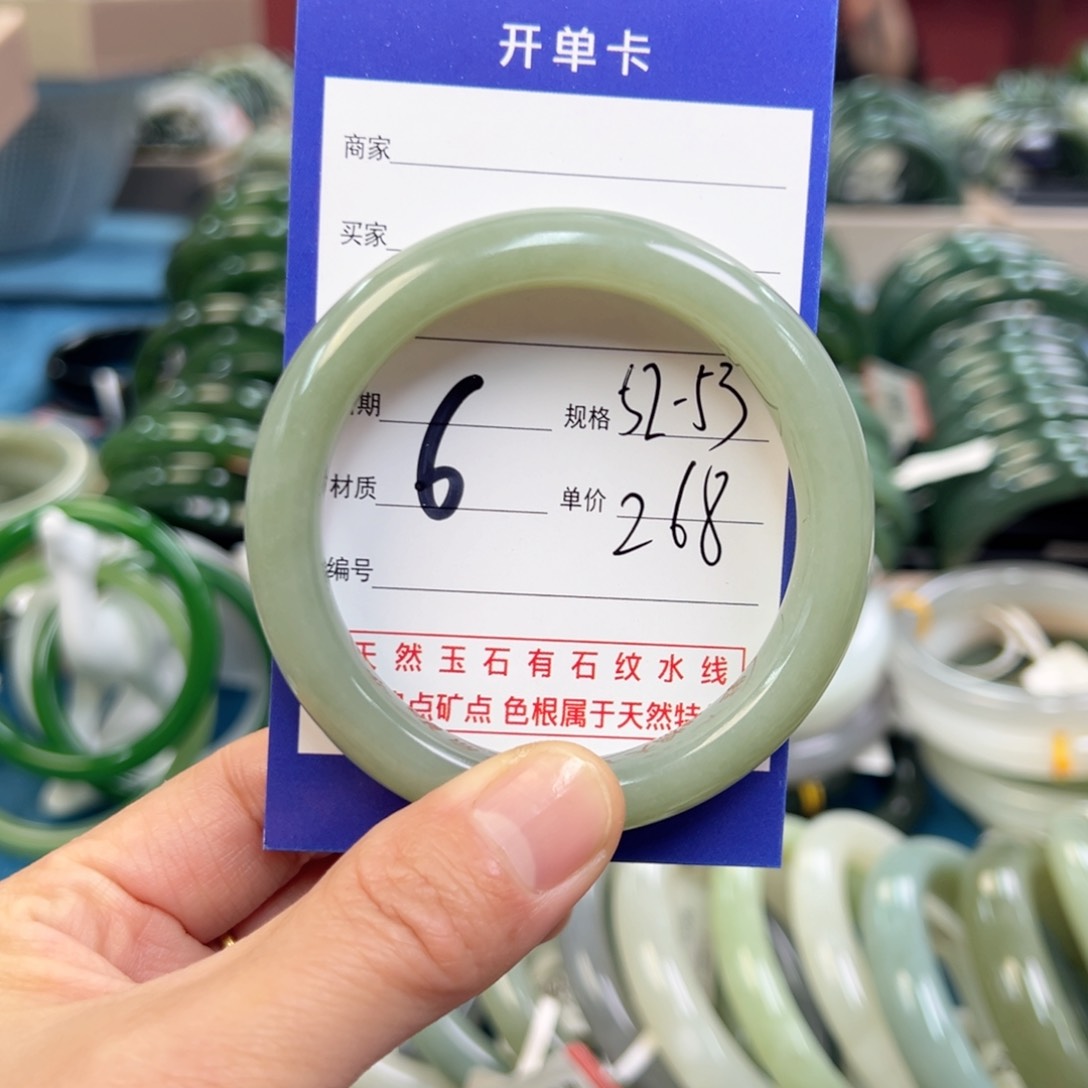 开单卡
商家
买家
期 规格 52-53
材质 6 单价 268
编号
天然玉石有石纹水线
点矿点 色根属于天然特